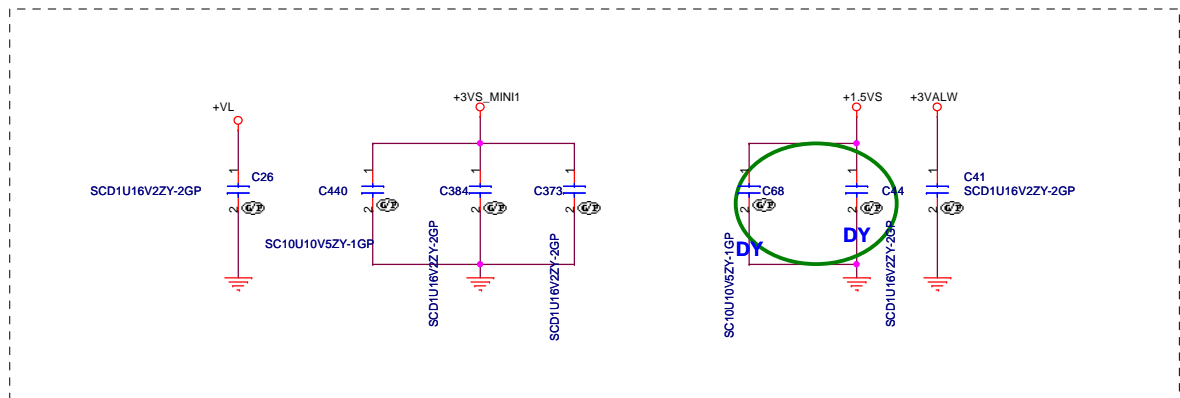 +VL
+3VS_MINI1
+1.5VS
+3VALW
1
C26
SCD1U16V2ZY-2GP
2
G/P
1
C440
2
G/P
SC10U10V5ZY-1GP
1
C384
2
G/P
SCD1U16V2ZY-2GP
1
C373
2
G/P
SCD1U16V2ZY-2GP
1
C68
2
G/P
DY
SC10U10V5ZY-1GP
1
C44
2
G/P
DY
SCD1U16V2ZY-2GP
1
C41
SCD1U16V2ZY-2GP
2
G/P